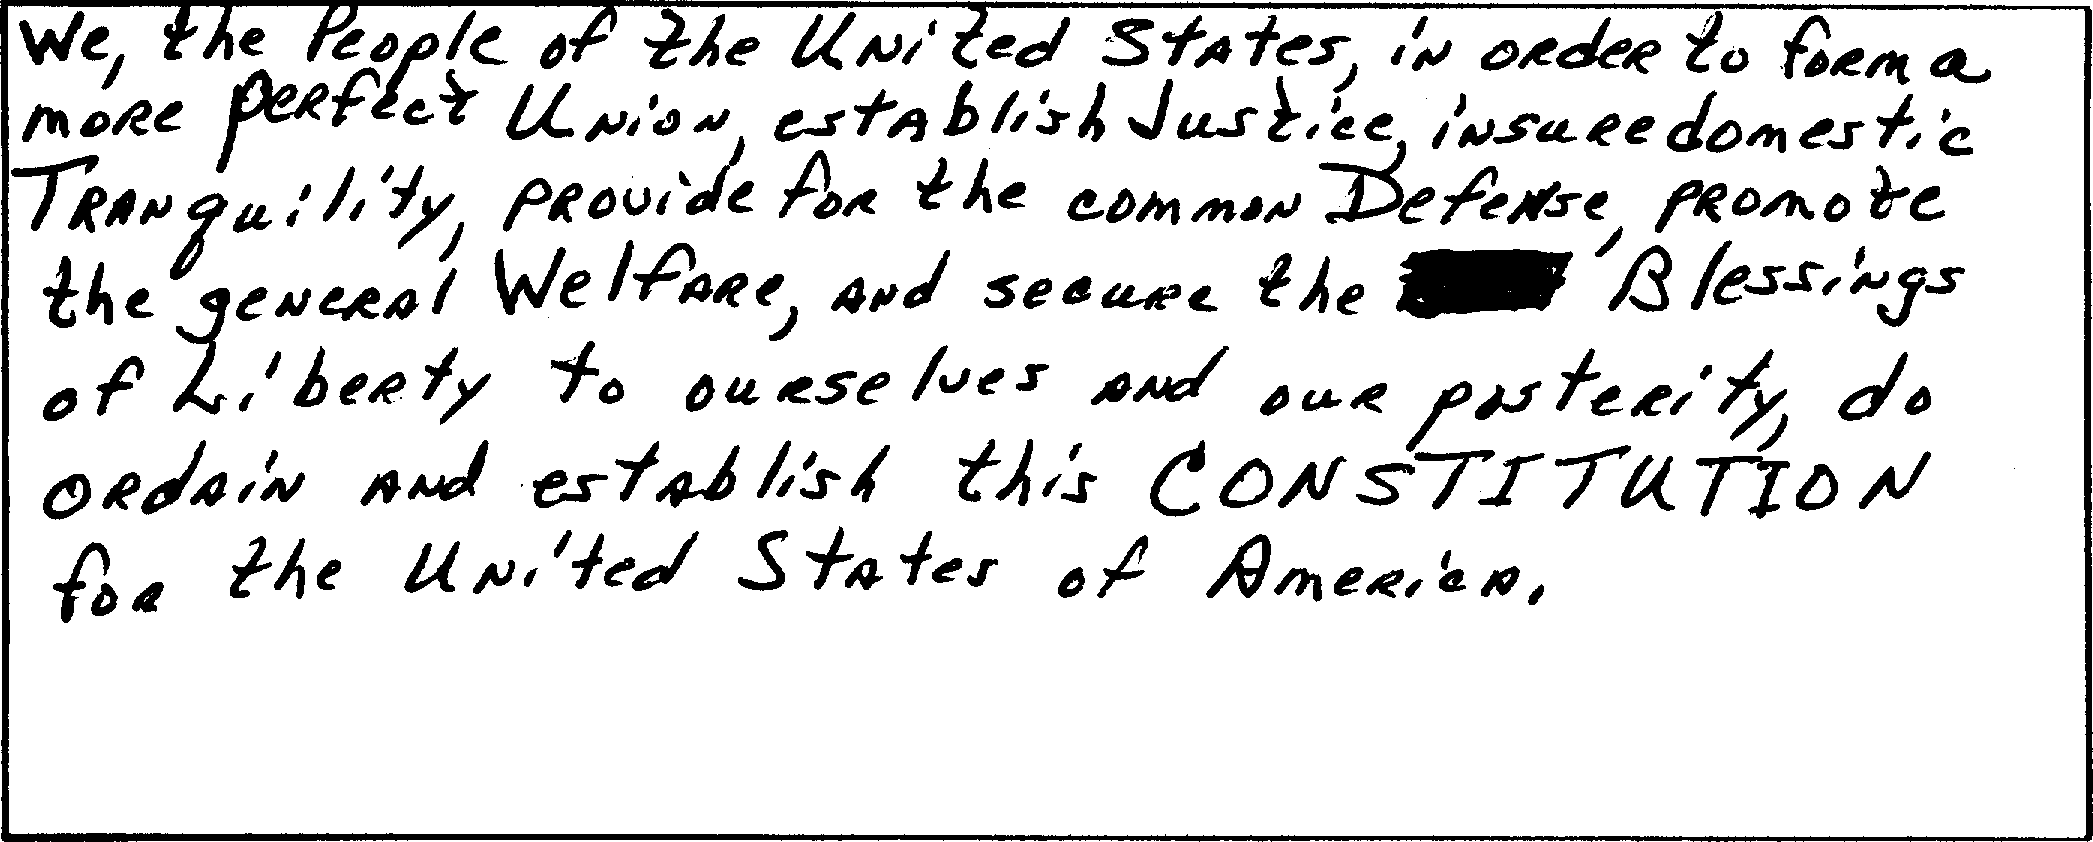 We, the People of the United States, in order to form a
more perfect Union, establish Justice, insure domestic
Tranquility, provide for the common Defense, promote
the general Welfare, and secure the Blessings
of Liberty to ourselves and our posterity, do
ordain and establish this CONSTITUTION
for the United States of America.